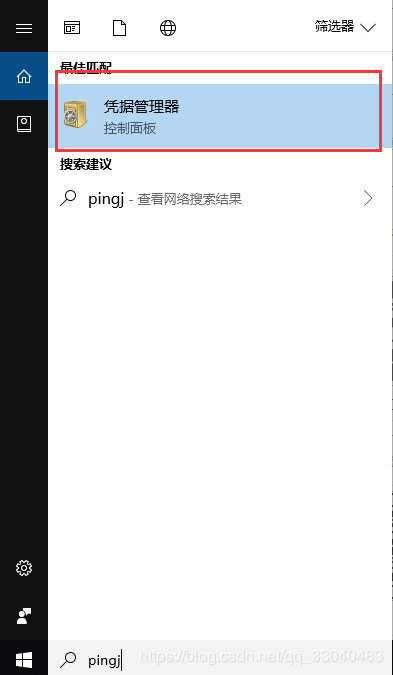 筛选器
最佳匹配
凭据管理器
控制面板
搜索建议
pingj - 查看网络搜索结果
pingj
https://blog.csdn.net/qq_33040483